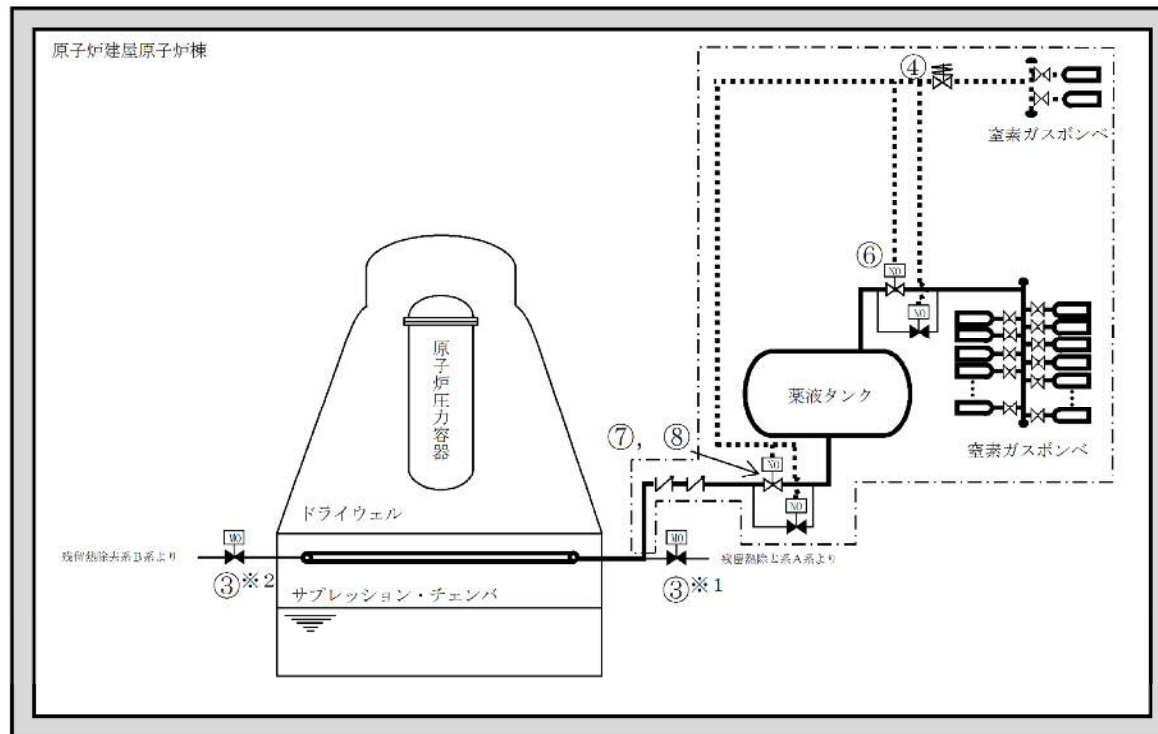 原子炉建屋原子炉棟
④
窒素ガスボンベ
⑥
NO
NO
原子炉圧力容器
薬液タンク
⑦，⑧
窒素ガスボンベ
NO
NO
ドライウェル
MO
残留熱除去系B系より
③※2
MO
残留熱除去系A系より
③※1
サプレッション・チェンバ